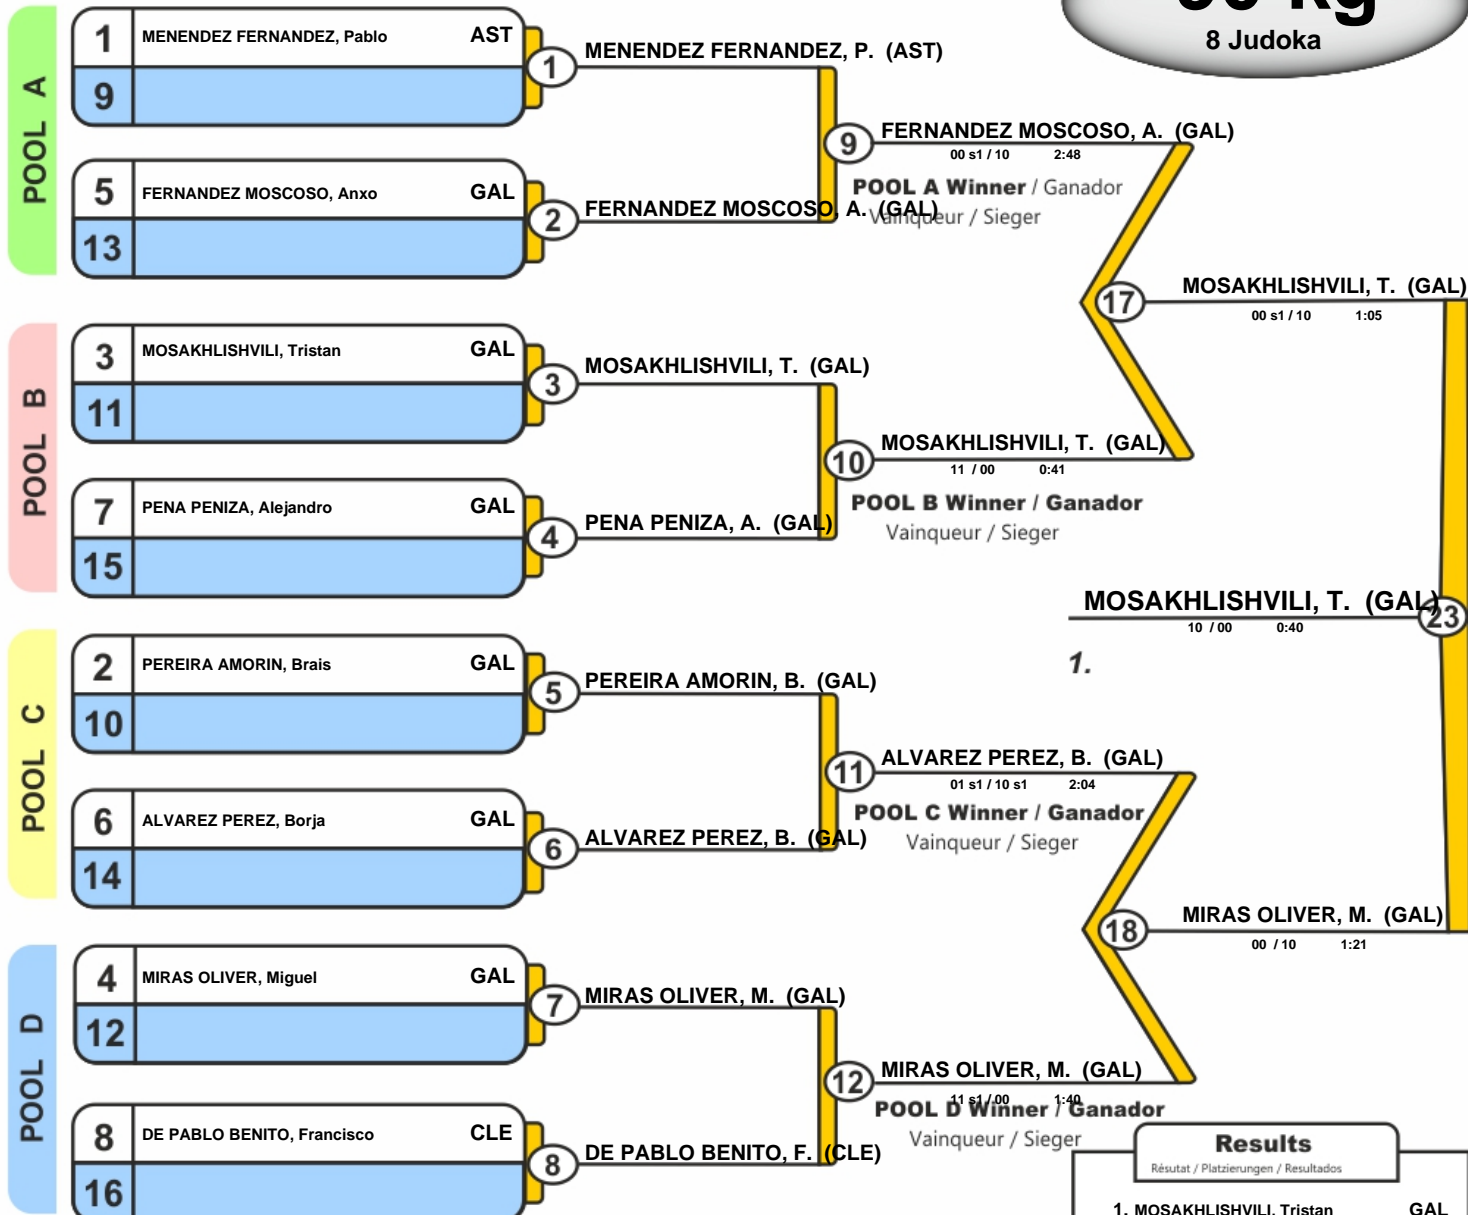 8 Judoka
POOL A
1 MENENDEZ FERNANDEZ, Pablo AST
9
1 MENENDEZ FERNANDEZ, P. (AST)
5 FERNANDEZ MOSCOSO, Anxo GAL
13
2 FERNANDEZ MOSCOSO, A. (GAL)
9 FERNANDEZ MOSCOSO, A. (GAL)
00 s1 / 10 2:48
POOL A Winner / Ganador
Vainqueur / Sieger
POOL B
3 MOSAKHLISHVILI, Tristan GAL
11
3 MOSAKHLISHVILI, T. (GAL)
7 PENA PENIZA, Alejandro GAL
15
4 PENA PENIZA, A. (GAL)
10 MOSAKHLISHVILI, T. (GAL)
11 / 00 0:41
POOL B Winner / Ganador
Vainqueur / Sieger
17 MOSAKHLISHVILI, T. (GAL)
00 s1 / 10 1:05
MOSAKHLISHVILI, T. (GAL) 23
10 / 00 0:40
1.
POOL C
2 PEREIRA AMORIN, Brais GAL
10
5 PEREIRA AMORIN, B. (GAL)
6 ALVAREZ PEREZ, Borja GAL
14
6 ALVAREZ PEREZ, B. (GAL)
11 ALVAREZ PEREZ, B. (GAL)
01 s1 / 10 s1 2:04
POOL C Winner / Ganador
Vainqueur / Sieger
POOL D
4 MIRAS OLIVER, Miguel GAL
12
7 MIRAS OLIVER, M. (GAL)
8 DE PABLO BENITO, Francisco CLE
16
8 DE PABLO BENITO, F. (CLE)
12 MIRAS OLIVER, M. (GAL)
11 s1 / 00 1:40
POOL D Winner / Ganador
Vainqueur / Sieger
18 MIRAS OLIVER, M. (GAL)
00 / 10 1:21
Results
Résutat / Platzierungen / Resultados
1. MOSAKHLISHVILI, Tristan GAL